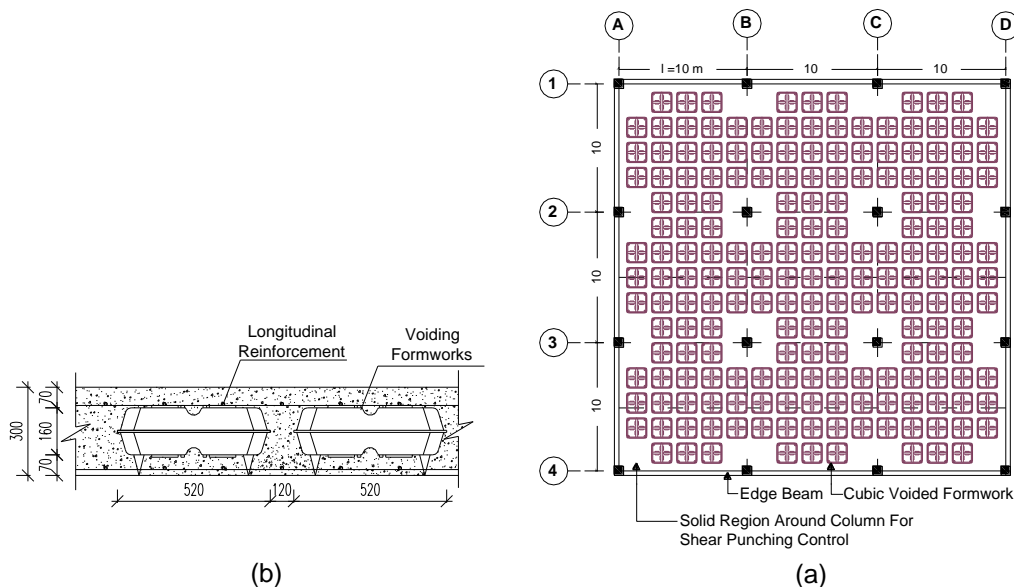 Longitudinal
Reinforcement
Voiding
Formworks
300
70
160
70
520
120
520
(b)
A
B
C
D
l =10 m
10
10
1
10
2
10
3
10
4
Edge Beam
Cubic Voided Formwork
Solid Region Around Column For
Shear Punching Control
(a)